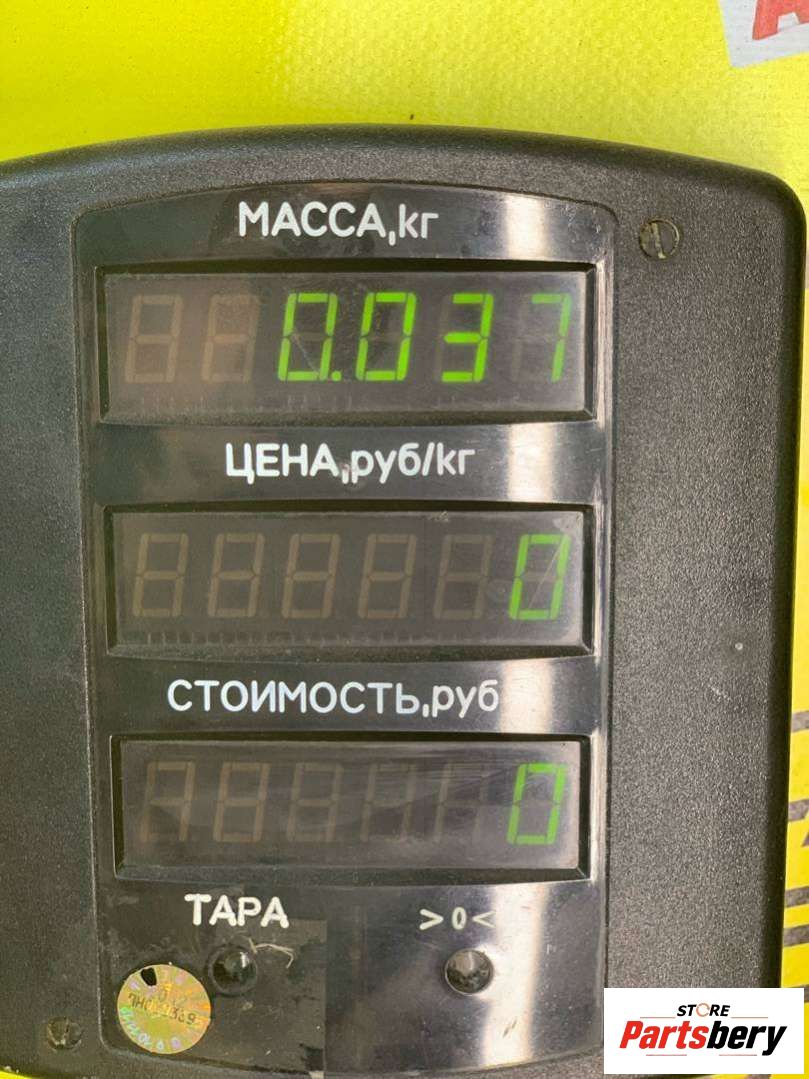 МАССА,кг
0.037
ЦЕНА,руб/кг
0
СТОИМОСТЬ,руб
0
ТАРА >0<
STORE
Partsbery